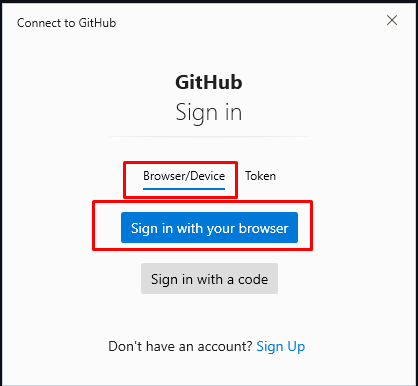 Connect to GitHub
GitHub
Sign in
Browser/Device Token
Sign in with your browser
Sign in with a code
Don't have an account? Sign Up